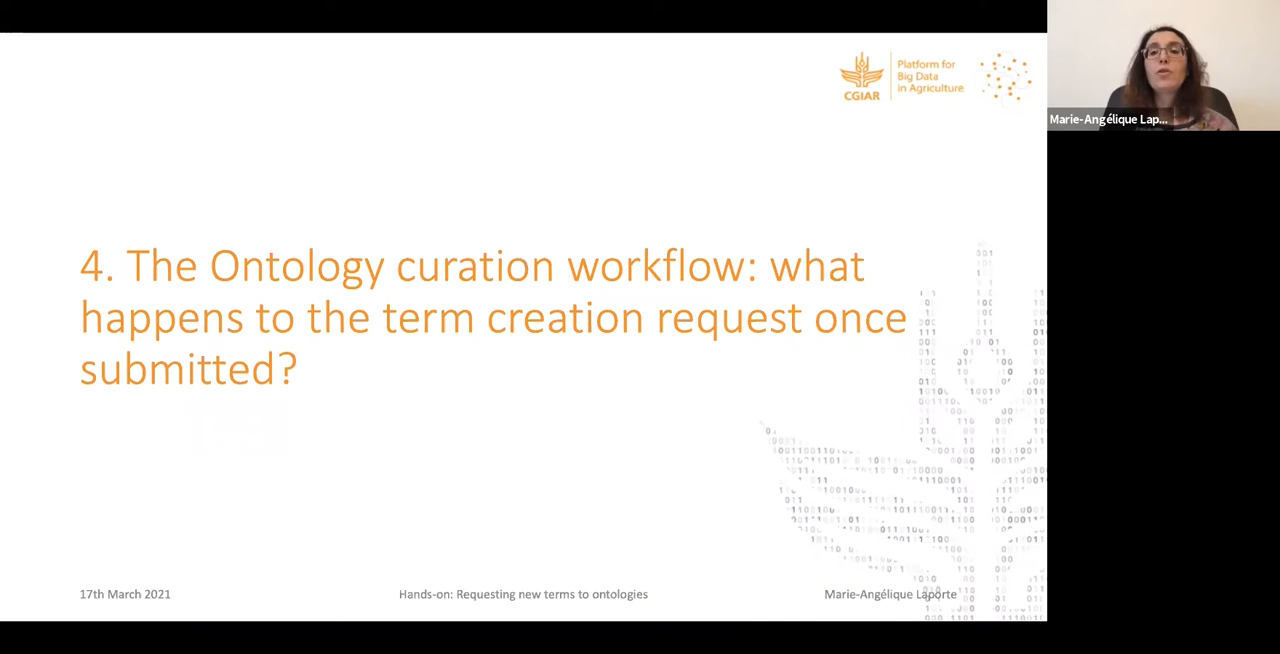 CGIAR
Platform for
Big Data
in Agriculture
Marie-Angélique Lap...
4. The Ontology curation workflow: what
happens to the term creation request once
submitted?
17th March 2021
Hands-on: Requesting new terms to ontologies
Marie-Angélique Laporte